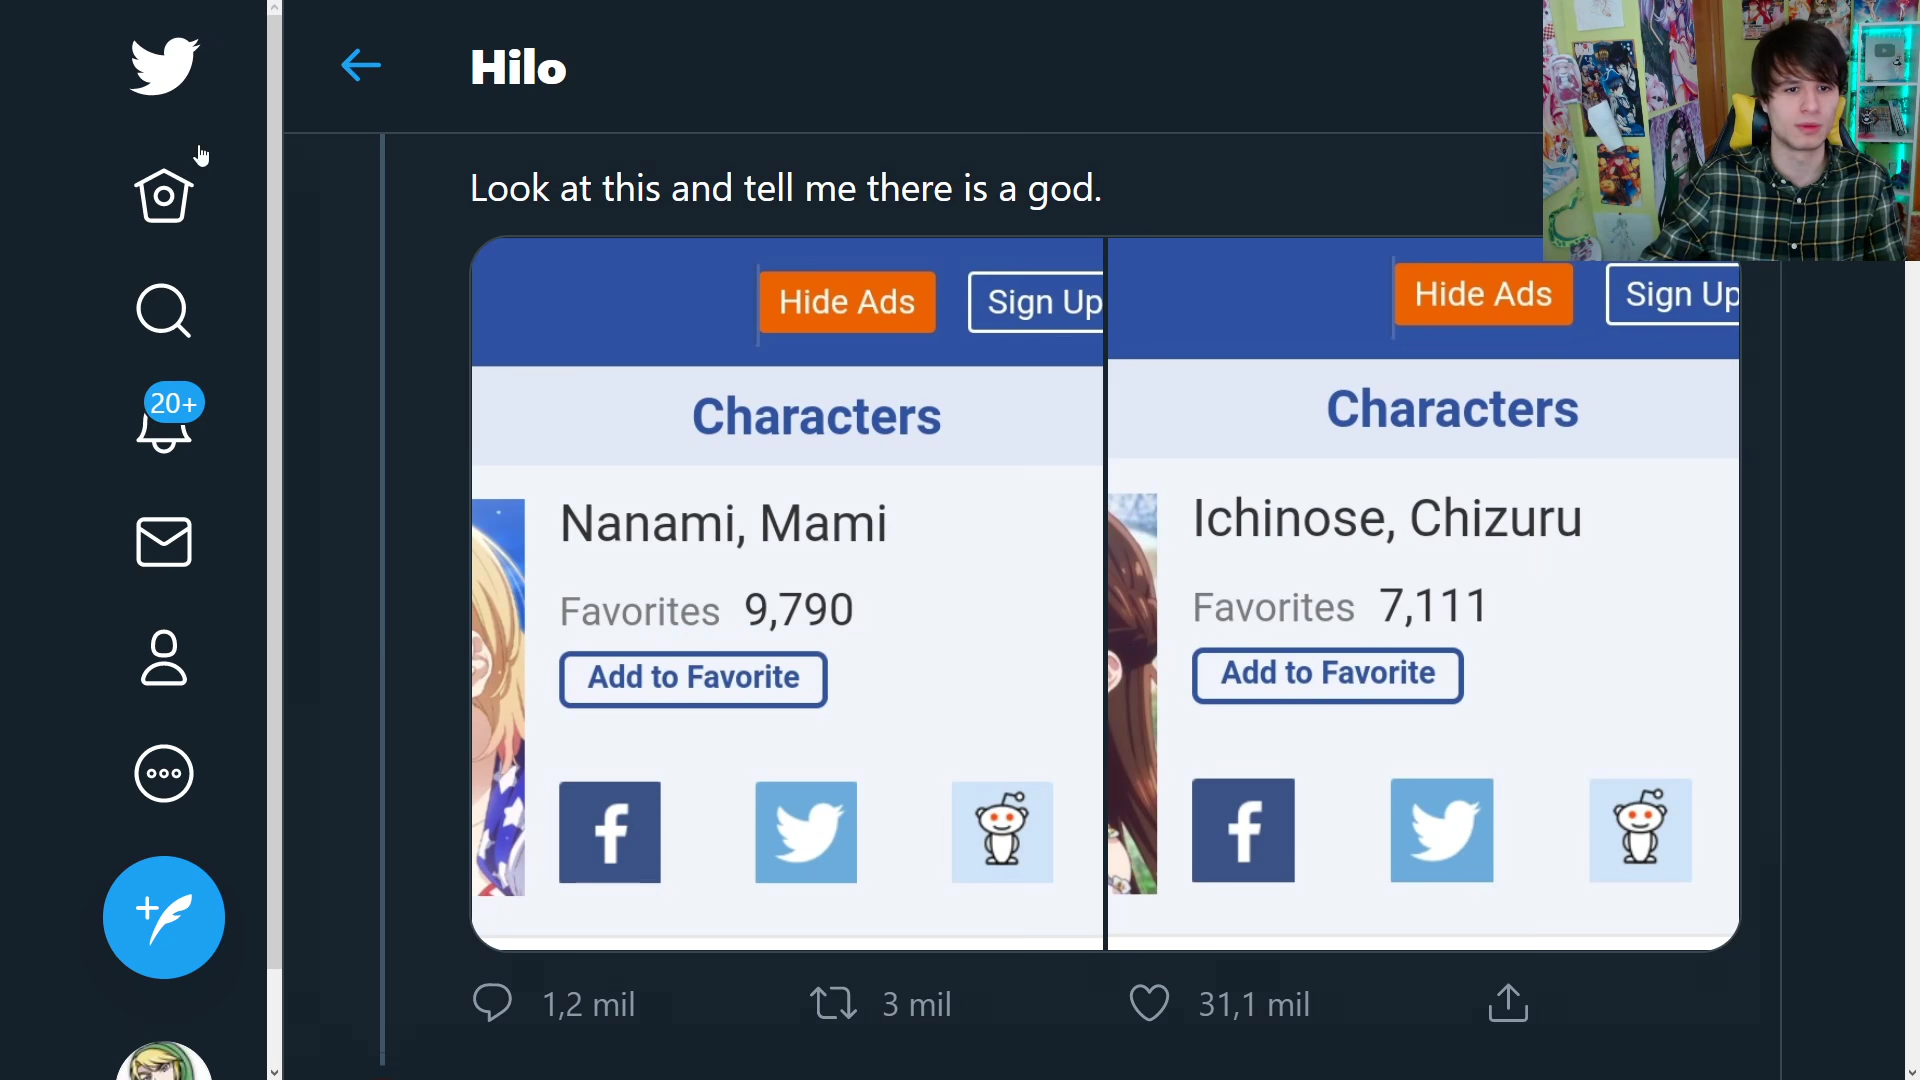 Hilo
Look at this and tell me there is a god.
Hide Ads
Sign Up
Characters
Nanami, Mami
Favorites 9,790
Add to Favorite
f
Hide Ads
Sign Up
Characters
Ichinose, Chizuru
Favorites 7,111
Add to Favorite
f
20+
1,2 mil
3 mil
31,1 mil